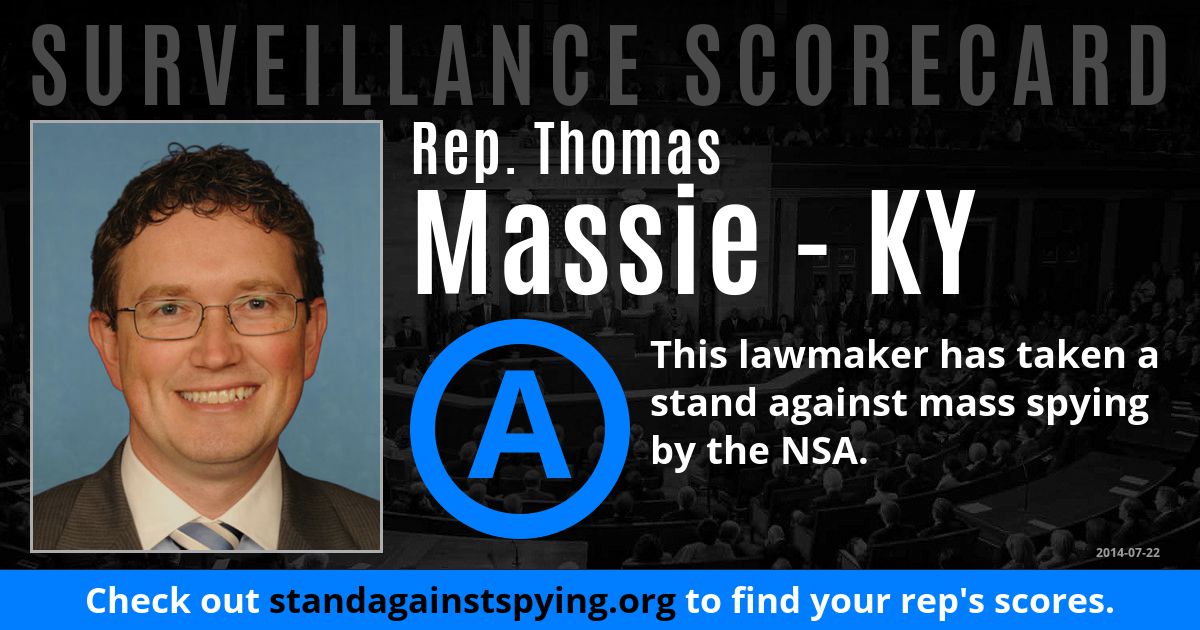 SURVEILLANCE SCORECARD
Rep. Thomas
Massie - KY
A
This lawmaker has taken a
stand against mass spying
by the NSA.
2014-07-22
Check out standagainstspying.org to find your rep's scores.